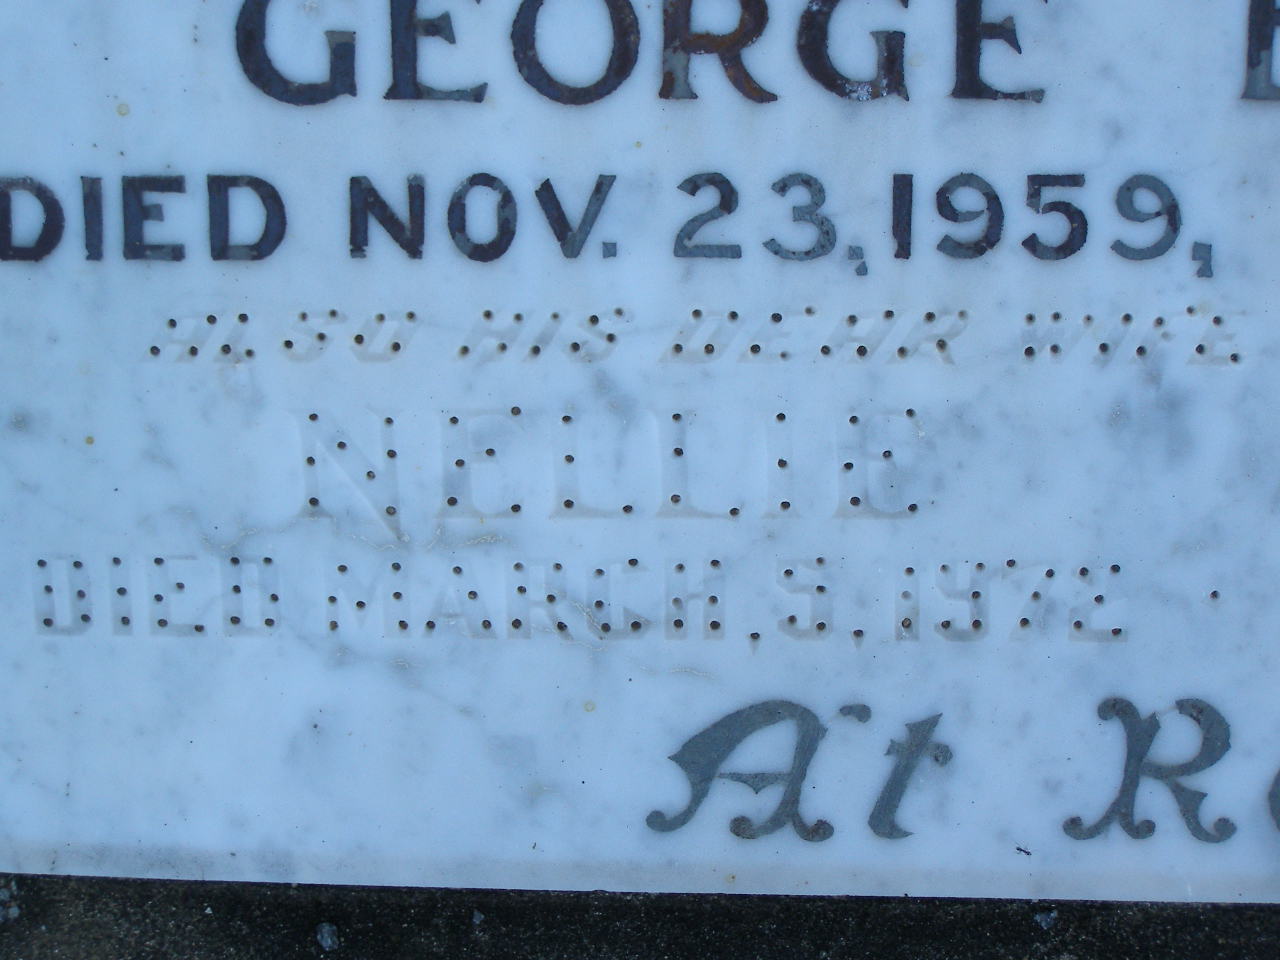 GEORGE
DIED NOV. 23, 1959,
ALSO HIS DEAR WIFE
NELLIE
DIED MARCH, 5, 1972
At